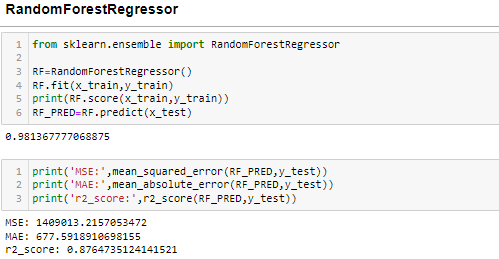 RandomForestRegressor
1 from sklearn.ensemble import RandomForestRegressor
2
3 RF=RandomForestRegressor()
4 RF.fit(x_train,y_train)
5 print(RF.score(x_train,y_train))
6 RF_PRED=RF.predict(x_test)
0.981367777068875
1 print('MSE:',mean_squared_error(RF_PRED,y_test))
2 print('MAE:',mean_absolute_error(RF_PRED,y_test))
3 print('r2_score:',r2_score(RF_PRED,y_test))
MSE: 1409013.2157053472
MAE: 677.5918910698155
r2_score: 0.8764735124141521